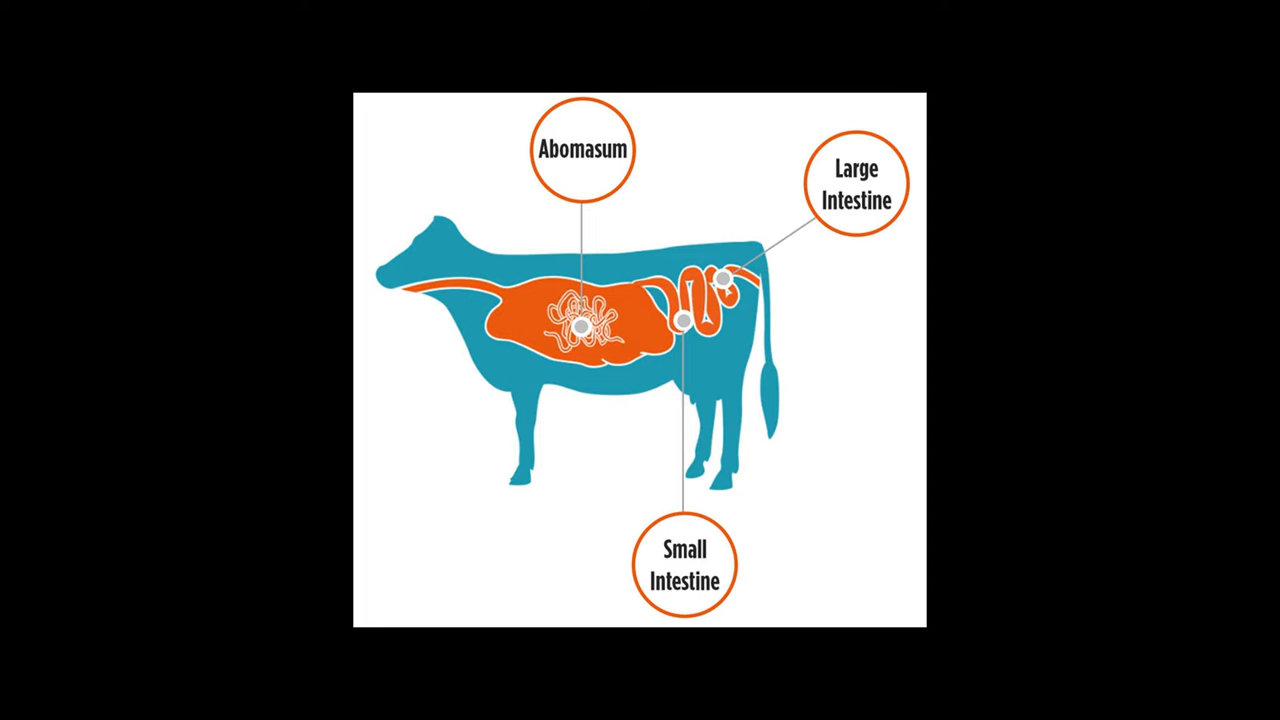 Abomasum
Large
Intestine
Small
Intestine